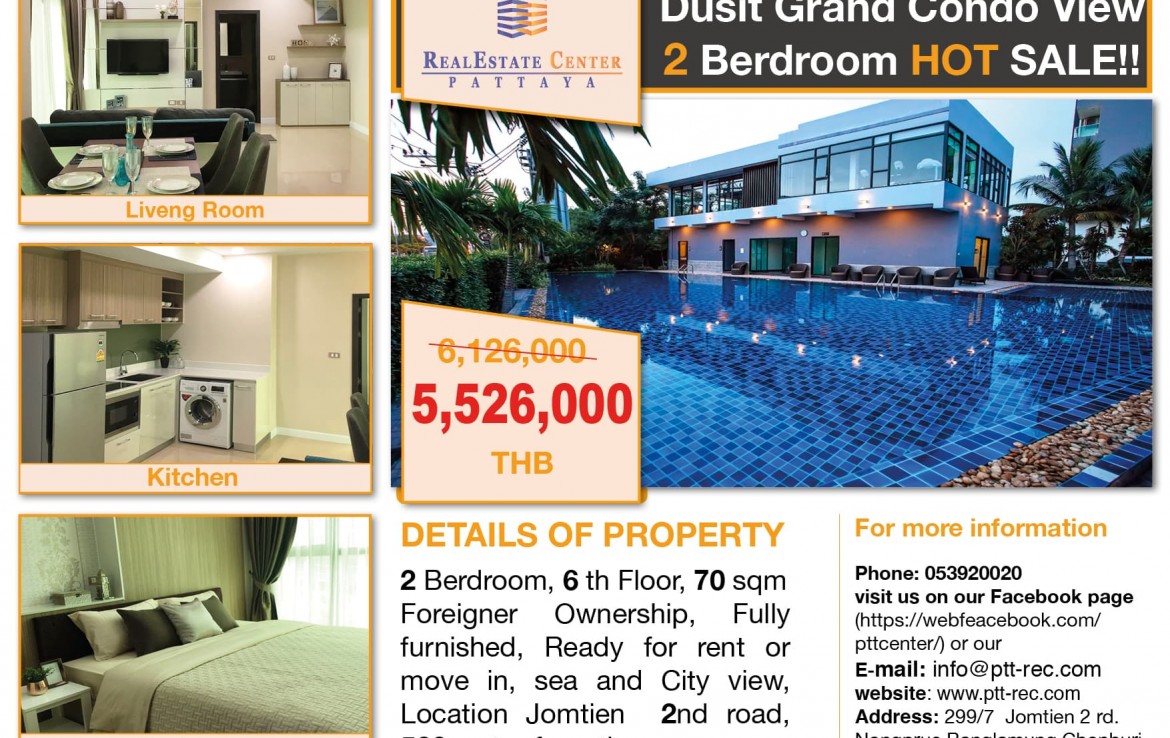 Dusit Grand Condo View
2 Berdroom HOT SALE!!
REALESTATE CENTER
PATTAYA
Liveng Room
Kitchen
6,126,000
5,526,000
THB
DETAILS OF PROPERTY
2 Berdroom, 6 th Floor, 70 sqm
Foreigner Ownership, Fully
furnished, Ready for rent or
move in, sea and City view,
Location Jomtien 2nd road,
For more information
Phone: 053920020
visit us on our Facebook page
(https://webfeacebook.com/
pttcenter/) or our
E-mail: info@ptt-rec.com
website: www.ptt-rec.com
Address: 299/7 Jomtien 2 rd.
Nongprue Banglamung Chonburi